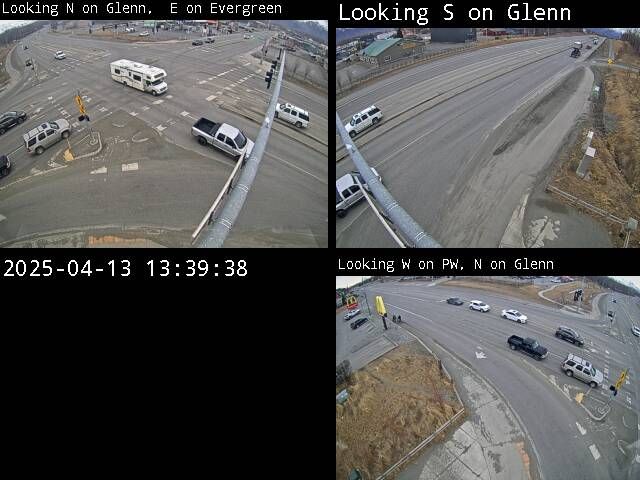 Looking N on Glenn, E on Evergreen
Looking S on Glenn
2025-04-13 13:39:38
Looking W on PW, N on Glenn